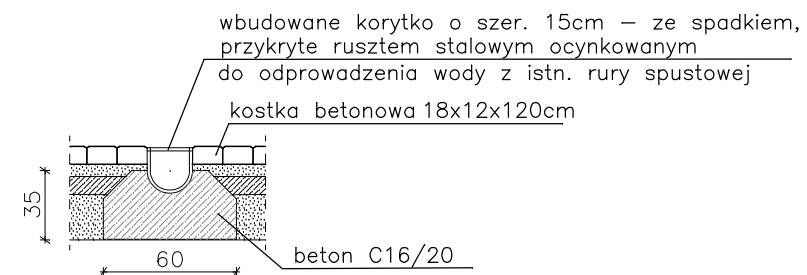 wbudowane korytko o szer. 15cm – ze spadkiem,
przykryte rusztem stalowym ocynkowanym
do odprowadzenia wody z istn. rury spustowej
kostka betonowa 18x12x120cm
35
60
beton C16/20